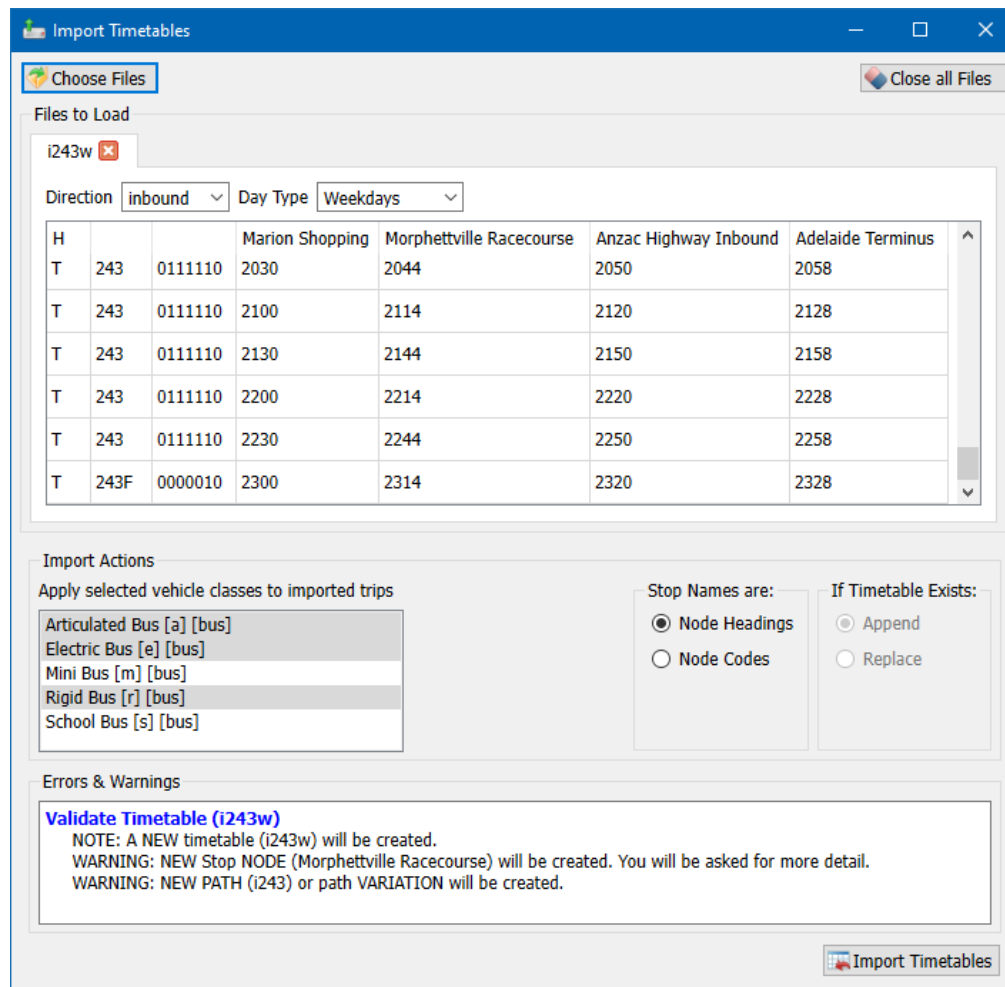 Import Timetables
Choose Files Close all Files
Files to Load
i243w
Direction inbound Day Type Weekdays
H Marion Shopping Morphettville Racecourse Anzac Highway Inbound Adelaide Terminus
T 243 0111110 2030 2044 2050 2058
T 243 0111110 2100 2114 2120 2128
T 243 0111110 2130 2144 2150 2158
T 243 0111110 2200 2214 2220 2228
T 243 0111110 2230 2244 2250 2258
T 243F 0000010 2300 2314 2320 2328
Import Actions
Apply selected vehicle classes to imported trips
Articulated Bus [a] [bus]
Electric Bus [e] [bus]
Mini Bus [m] [bus]
Rigid Bus [r] [bus]
School Bus [s] [bus]
Stop Names are:
Node Headings
Node Codes
If Timetable Exists:
Append
Replace
Errors & Warnings
Validate Timetable (i243w)
NOTE: A NEW timetable (i243w) will be created.
WARNING: NEW Stop NODE (Morphettville Racecourse) will be created. You will be asked for more detail.
WARNING: NEW PATH (i243) or path VARIATION will be created.
Import Timetables